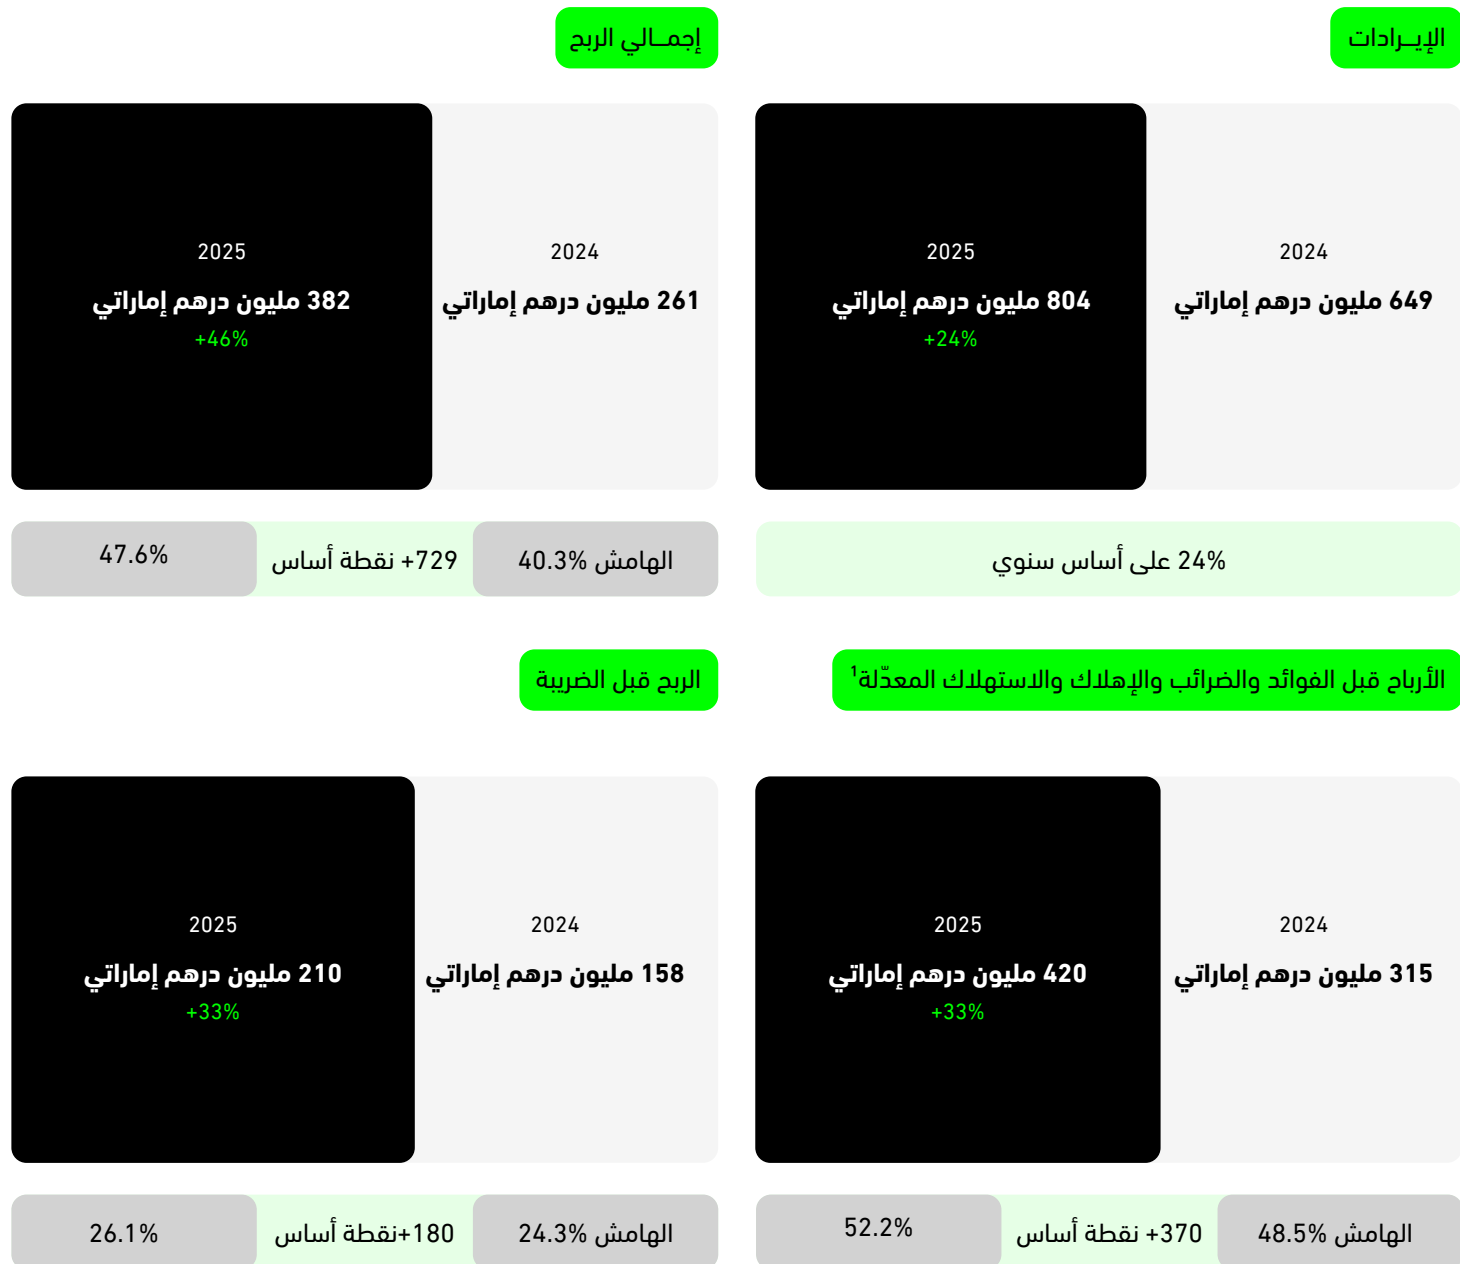 الإيــرادات
2024
649 مليون درهم إماراتي
2025
804 مليون درهم إماراتي
+24%
24% على أساس سنوي
إجمــالي الربح
2024
261 مليون درهم إماراتي
2025
382 مليون درهم إماراتي
+46%
الهامش 40.3%
+729 نقطة أساس
47.6%
الأرباح قبل الفوائد والضرائب والإهلاك والاستهلاك المعدّلة¹
2024
315 مليون درهم إماراتي
2025
420 مليون درهم إماراتي
+33%
الهامش 48.5%
+370 نقطة أساس
52.2%
الربح قبل الضريبة
2024
158 مليون درهم إماراتي
2025
210 مليون درهم إماراتي
+33%
الهامش 24.3%
180+نقطة أساس
26.1%